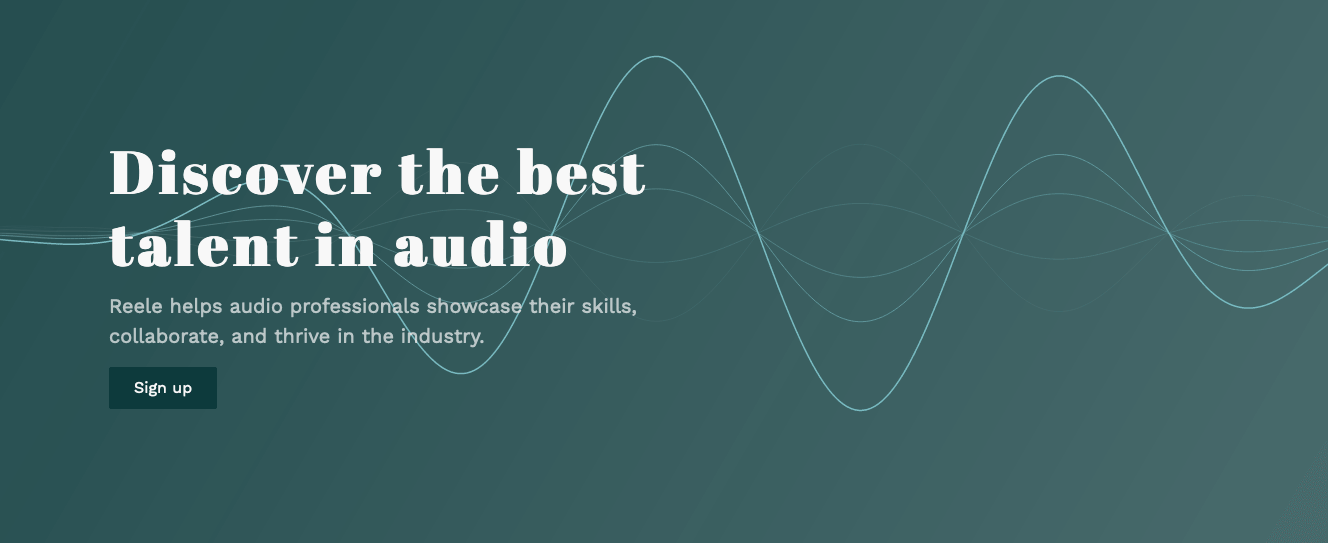 Discover the best
talent in audio
Reele helps audio professionals showcase their skills,
collaborate, and thrive in the industry.
Sign up